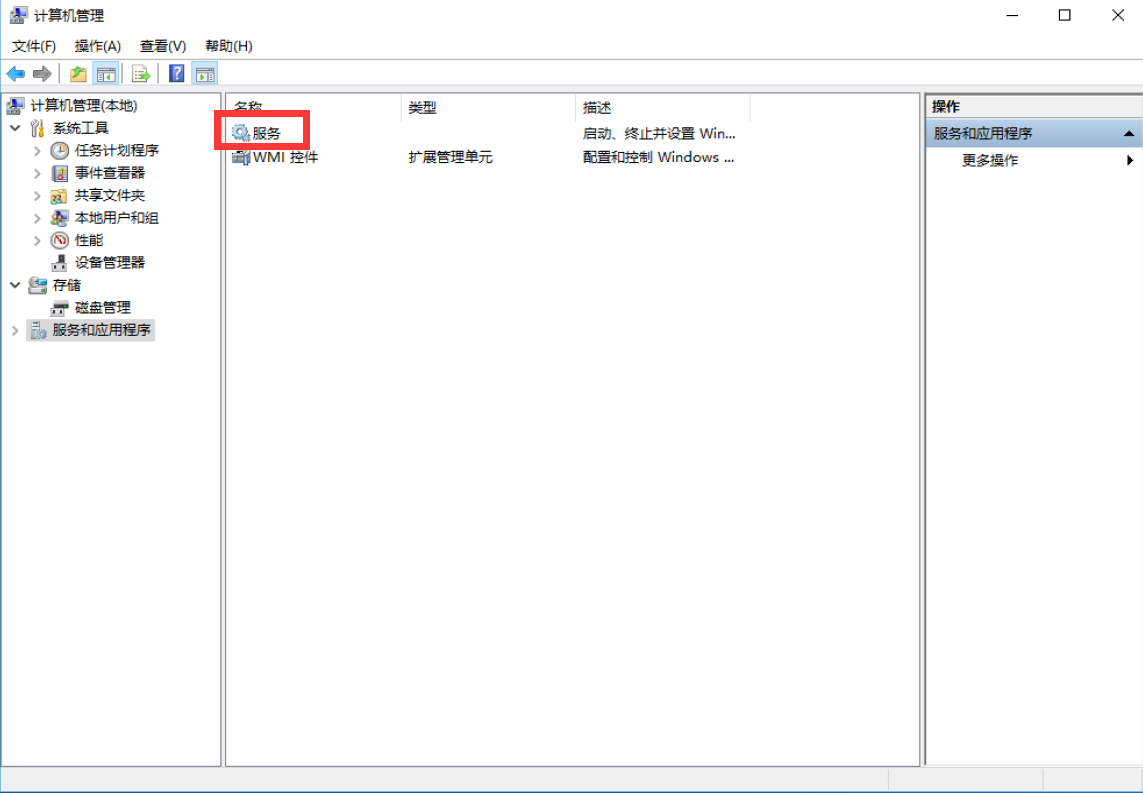 计算机管理
文件(F) 操作(A) 查看(V) 帮助(H)
计算机管理(本地)
系统工具
任务计划程序
事件查看器
共享文件夹
本地用户和组
性能
设备管理器
存储
磁盘管理
服务和应用程序
名称 类型 描述
服务 启动、终止并设置 Win...
WMI 控件 扩展管理单元 配置和控制 Windows ...
操作
服务和应用程序
更多操作